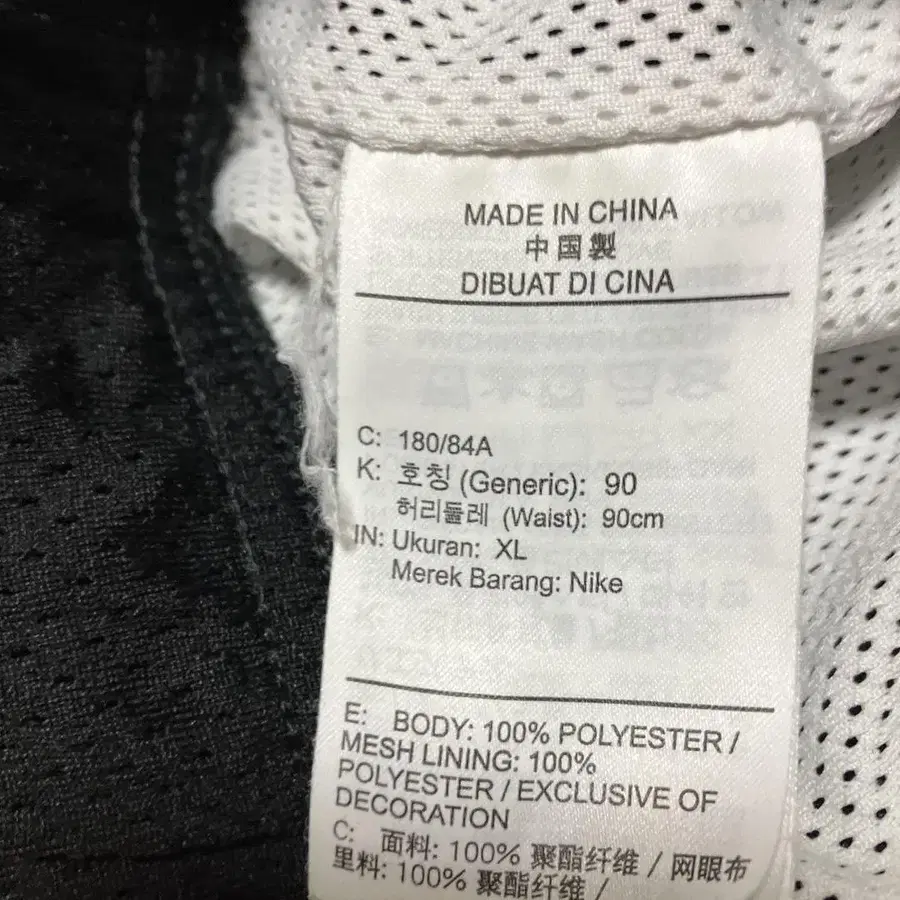 MADE IN CHINA
中国製
DIBUAT DI CINA
C: 180/84A
K: 호칭 (Generic): 90
허리둘레 (Waist): 90cm
IN: Ukuran: XL
Merek Barang: Nike
E: BODY: 100% POLYESTER /
MESH LINING: 100%
POLYESTER / EXCLUSIVE OF
DECORATION
C: 面料: 100% 聚酯纤维 / 网眼布
里料: 100% 聚酯纤维 /